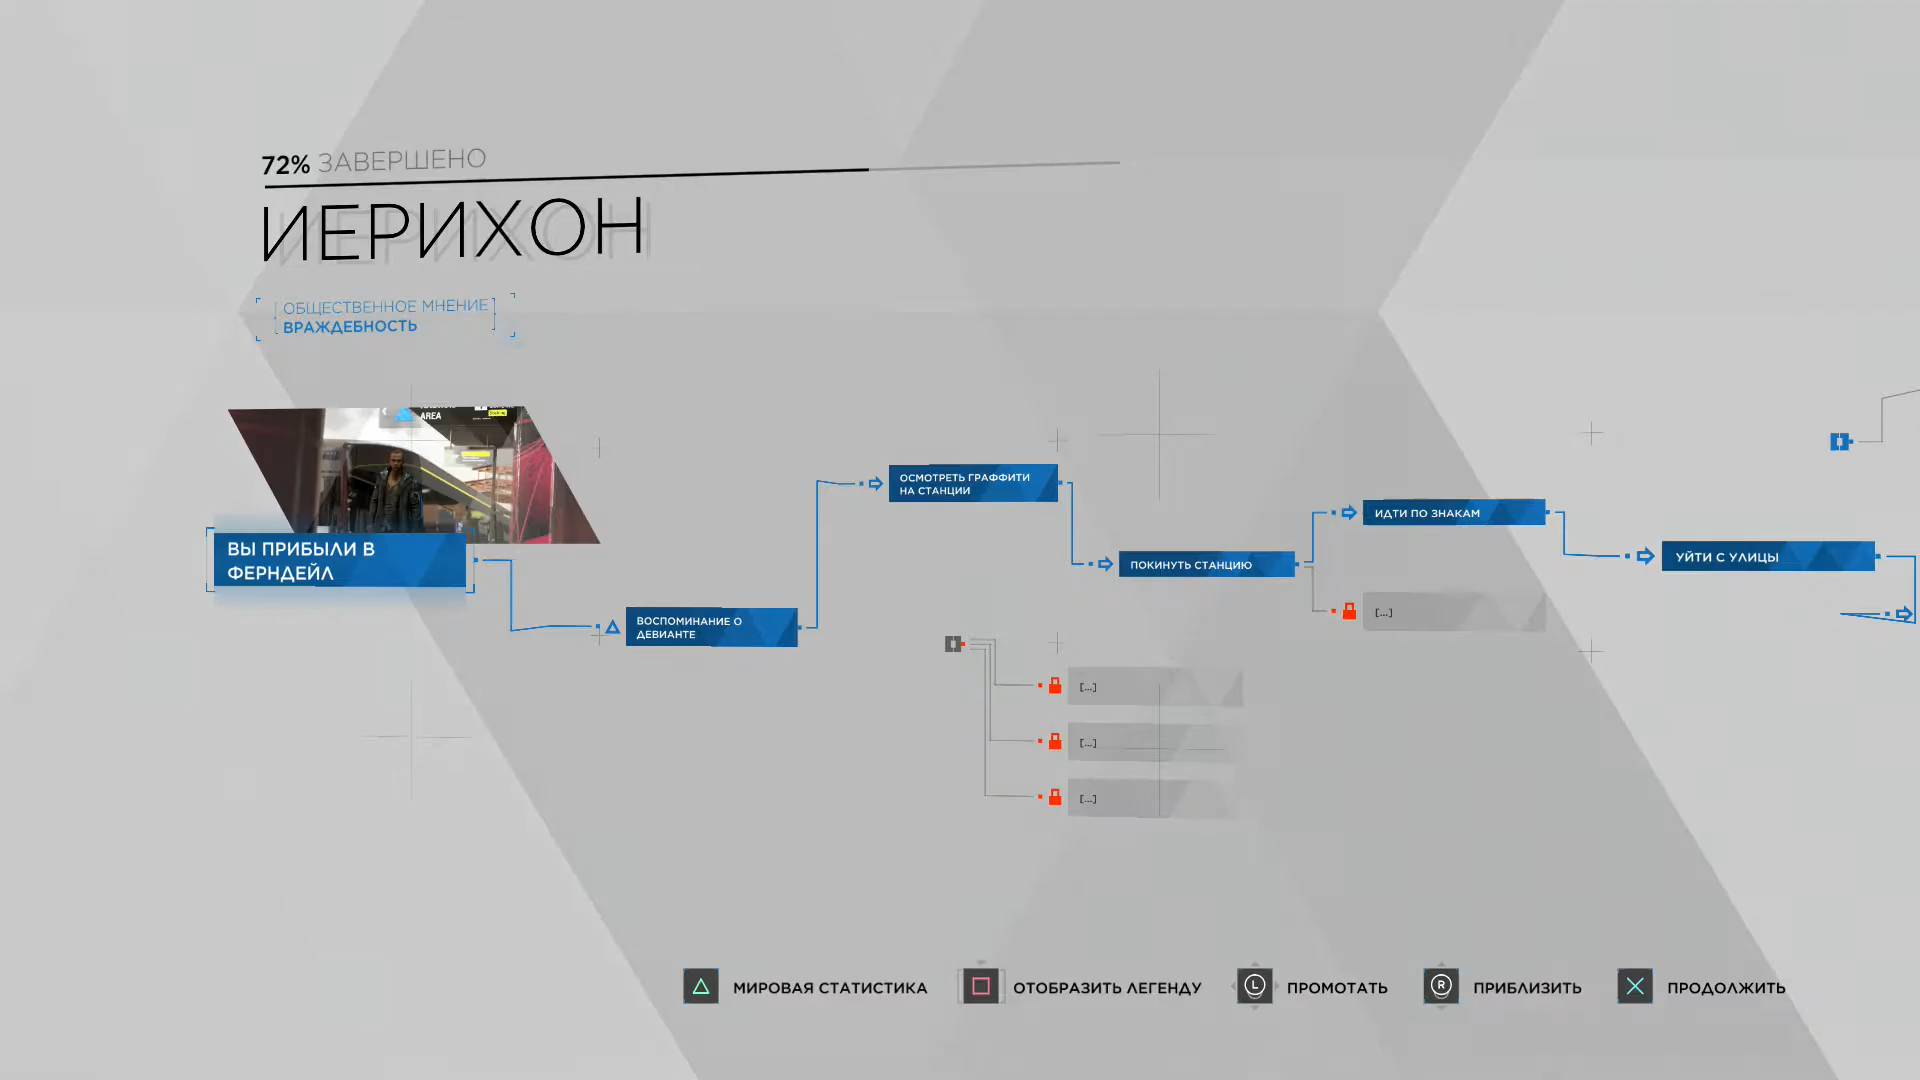 72% ЗАВЕРШЕНО
ИЕРИХОН
ОБЩЕСТВЕННОЕ МНЕНИЕ
ВРАЖДЕБНОСТЬ
AREA
ВЫ ПРИБЫЛИ В
ФЕРНДЕЙЛ
ВОСПОМИНАНИЕ О
ДЕВИАНТЕ
ОСМОТРЕТЬ ГРАФФИТИ
НА СТАНЦИИ
ПОКИНУТЬ СТАНЦИЮ
ИДТИ ПО ЗНАКАМ
[...]
УЙТИ С УЛИЦЫ
[...]
[...]
[...]
МИРОВАЯ СТАТИСТИКА
ОТОБРАЗИТЬ ЛЕГЕНДУ
L ПРОМОТАТЬ
R ПРИБЛИЗИТЬ
ПРОДОЛЖИТЬ